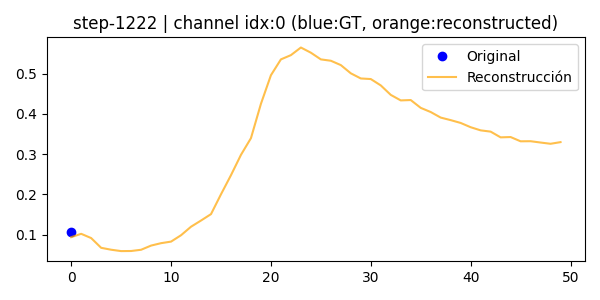 step-1222 | channel idx:0 (blue:GT, orange:reconstructed)
Original
Reconstrucción
0.5
0.4
0.3
0.2
0.1
0 10 20 30 40 50